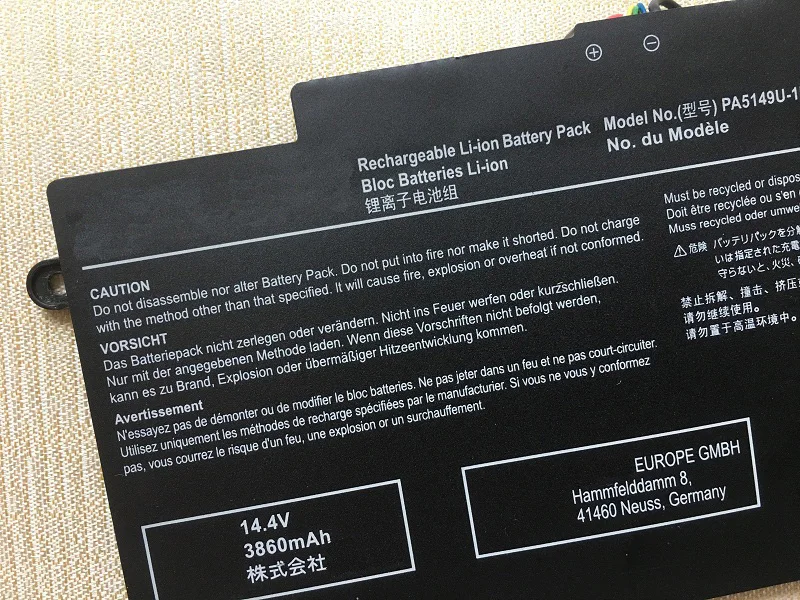 + −
Rechargeable Li-ion Battery Pack
Bloc Batteries Li-ion
锂离子电池组
Model No.(型号) PA5149U-1
No. du Modèle
CAUTION
Do not disassemble nor alter Battery Pack. Do not put into fire nor make it shorted. Do not charge
with the method other than that specified. It will cause fire, explosion or overheat if not conformed.
VORSICHT
Das Batteriepack nicht zerlegen oder verändern. Nicht ins Feuer werfen oder kurzschließen.
Nur mit der angegebenen Methode laden. Wenn diese Vorschriften nicht befolgt werden,
kann es zu Brand, Explosion oder übermäßiger Hitzeentwicklung kommen.
Avertissement
N'essayez pas de démonter ou de modifier le bloc batteries. Ne pas jeter dans un feu et ne pas court-circuiter.
Utilisez uniquement les méthodes de recharge spécifiées par le manufacturier. Si vous ne vous y conformez
pas, vous courrez le risque d'un feu, une explosion or un surchauffement.
Must be recycled or dispos
Doit être recyclée ou s'en
Muss recycled oder umwe
危険 バッテリパックを分解
いは指定された充電
守らないと、火災、
禁止拆解、撞击、挤压
请勿继续使用。
请勿置于高温环境中。
14.4V
3860mAh
株式会社
EUROPE GMBH
Hammfelddamm 8,
41460 Neuss, Germany